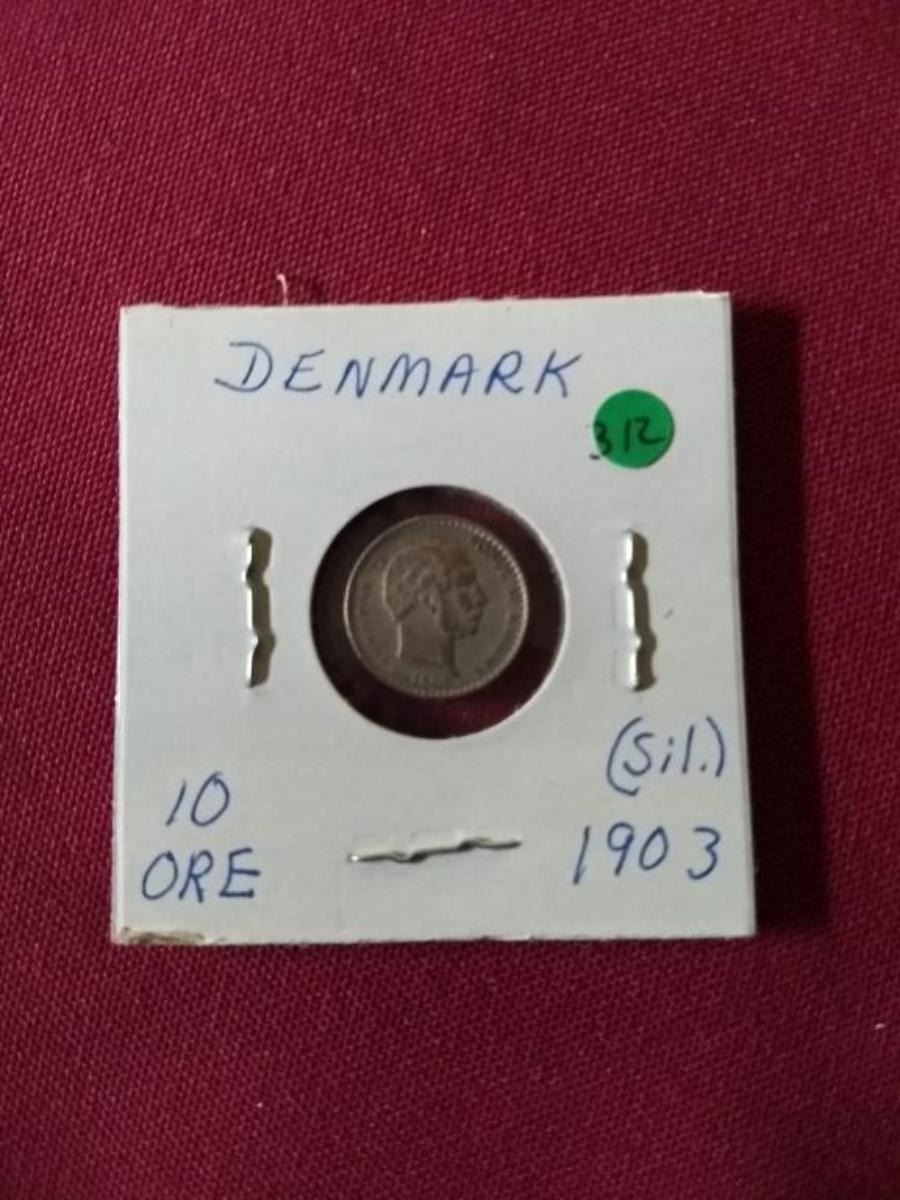 DENMARK
312
(Sil.)
10
ORE
1903